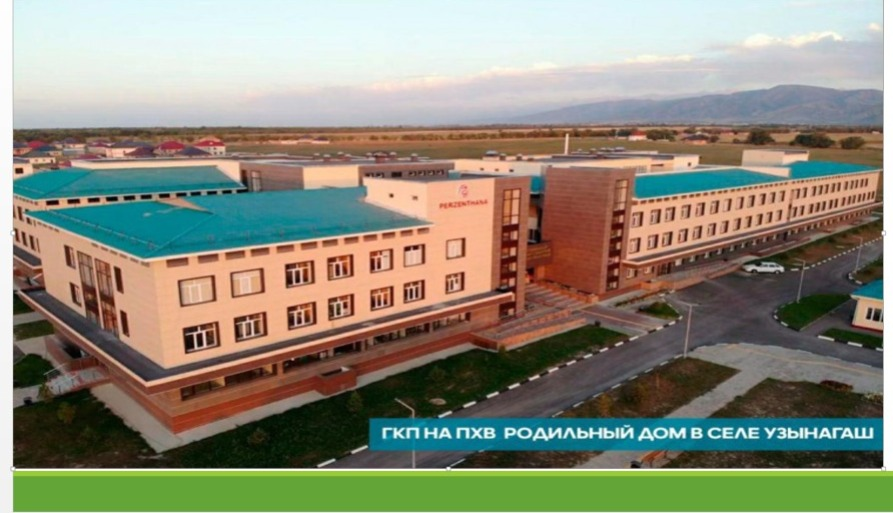 PERZENTHANA
ГКП НА ПХВ РОДИЛЬНЫЙ ДОМ В СЕЛЕ УЗЫНАГАШ